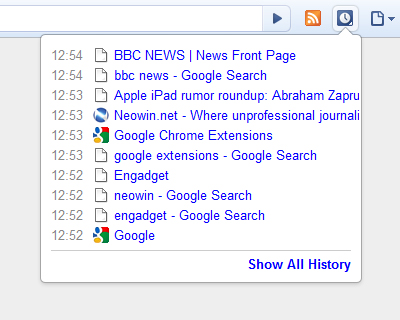 12:54 BBC NEWS | News Front Page
12:54 bbc news - Google Search
12:53 Apple iPad rumor roundup: Abraham Zapru
12:53 Neowin.net - Where unprofessional journali
12:53 Google Chrome Extensions
12:53 google extensions - Google Search
12:52 Engadget
12:52 neowin - Google Search
12:52 engadget - Google Search
12:52 Google
Show All History